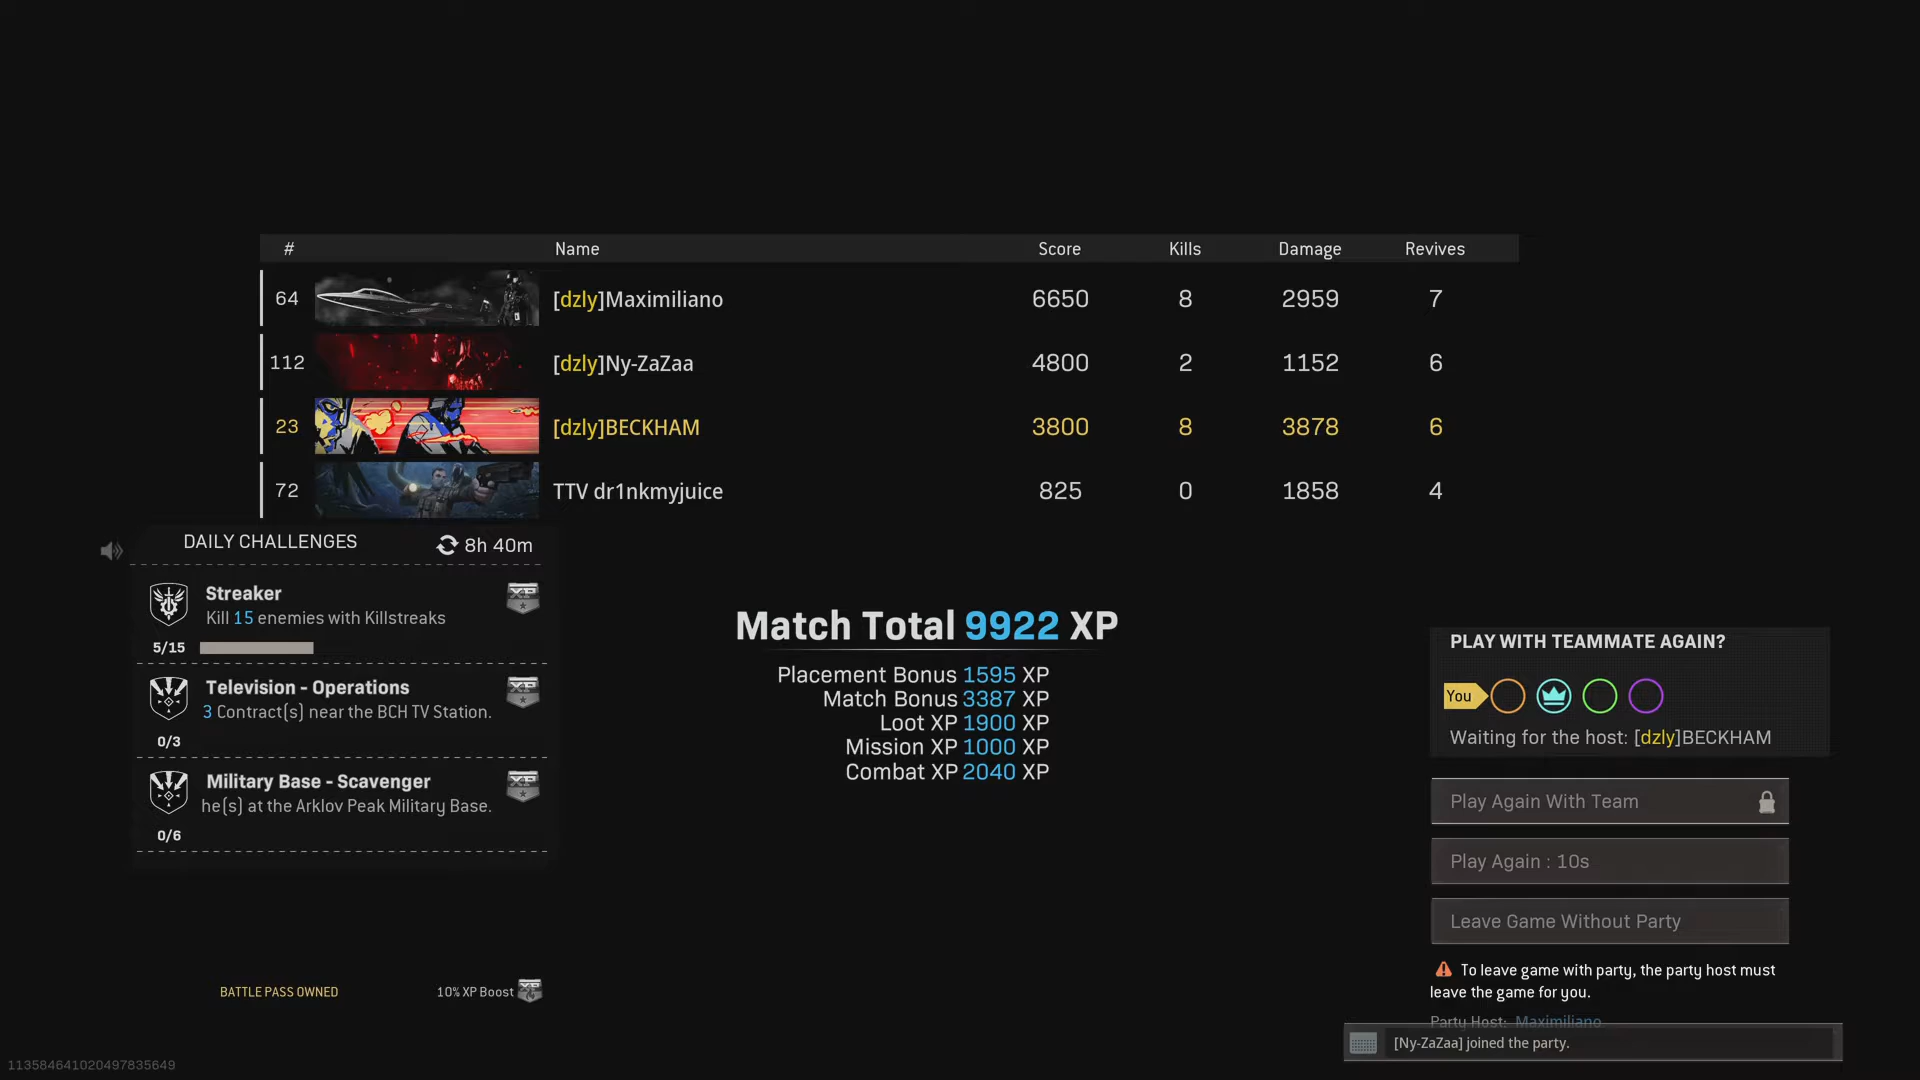 # Name Score Kills Damage Revives
64 [dzly]Maximiliano 6650 8 2959 7
112 [dzly]Ny-ZaZaa 4800 2 1152 6
23 [dzly]BECKHAM 3800 8 3878 6
72 TTV dr1nkmyjuice 825 0 1858 4
DAILY CHALLENGES 8h 40m
Streaker
Kill 15 enemies with Killstreaks
5/15
XP
Television - Operations
3 Contract(s) near the BCH TV Station.
0/3
XP
Military Base - Scavenger
he(s) at the Arklov Peak Military Base.
0/6
XP
BATTLE PASS OWNED
10% XP Boost XP
Match Total 9922 XP
Placement Bonus 1595 XP
Match Bonus 3387 XP
Loot XP 1900 XP
Mission XP 1000 XP
Combat XP 2040 XP
PLAY WITH TEAMMATE AGAIN?
You
Waiting for the host: [dzly]BECKHAM
Play Again With Team
Play Again : 10s
Leave Game Without Party
To leave game with party, the party host must
leave the game for you.
Party Host: Maximiliano
[Ny-ZaZaa] joined the party.
113584641020497835649